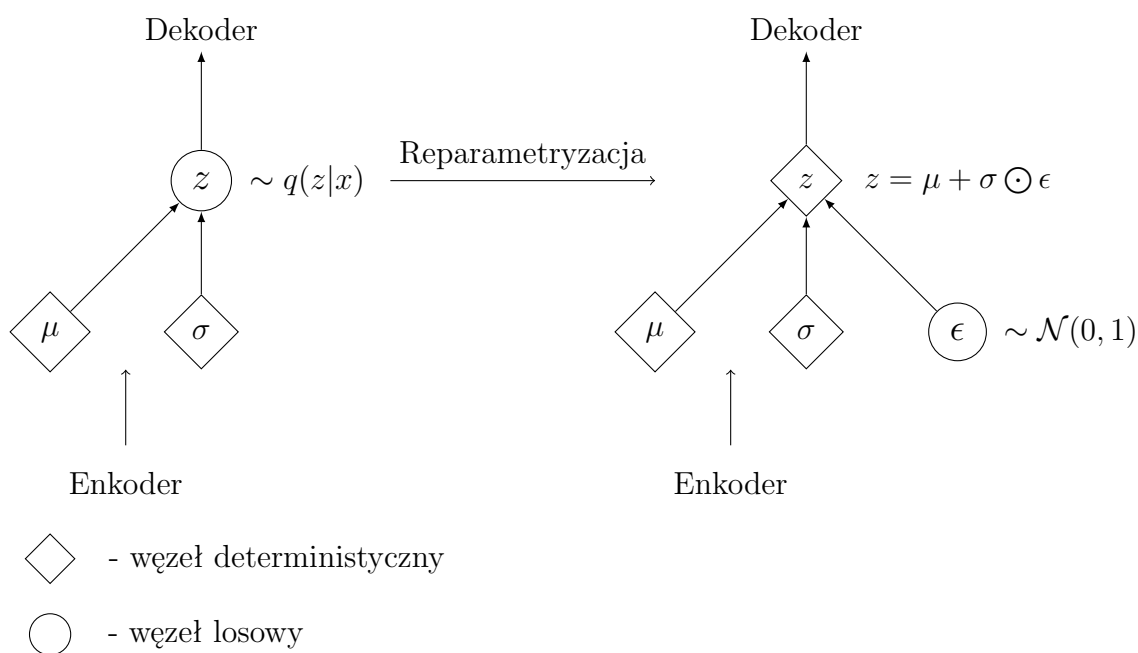 Dekoder
Dekoder
Reparametryzacja
z ∼ q(z|x)
z z = μ + σ ⨀ ϵ
μ σ
μ σ ϵ ∼ 𝒩(0, 1)
Enkoder
Enkoder
- węzeł deterministyczny
- węzeł losowy